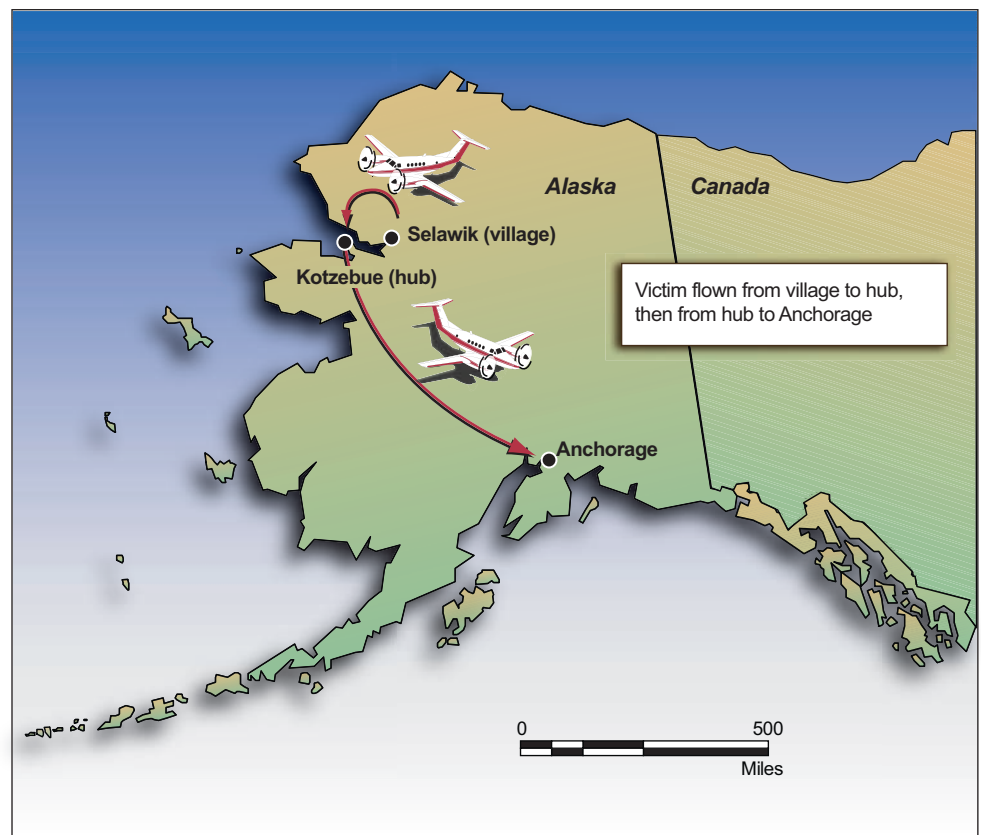 Alaska
Canada
Selawik (village)
Kotzebue (hub)
Victim flown from village to hub,
then from hub to Anchorage
Anchorage
0 500
Miles